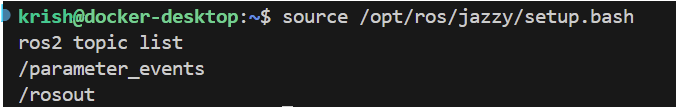 krish@docker-desktop:~$ source /opt/ros/jazzy/setup.bash
ros2 topic list
/parameter_events
/rosout